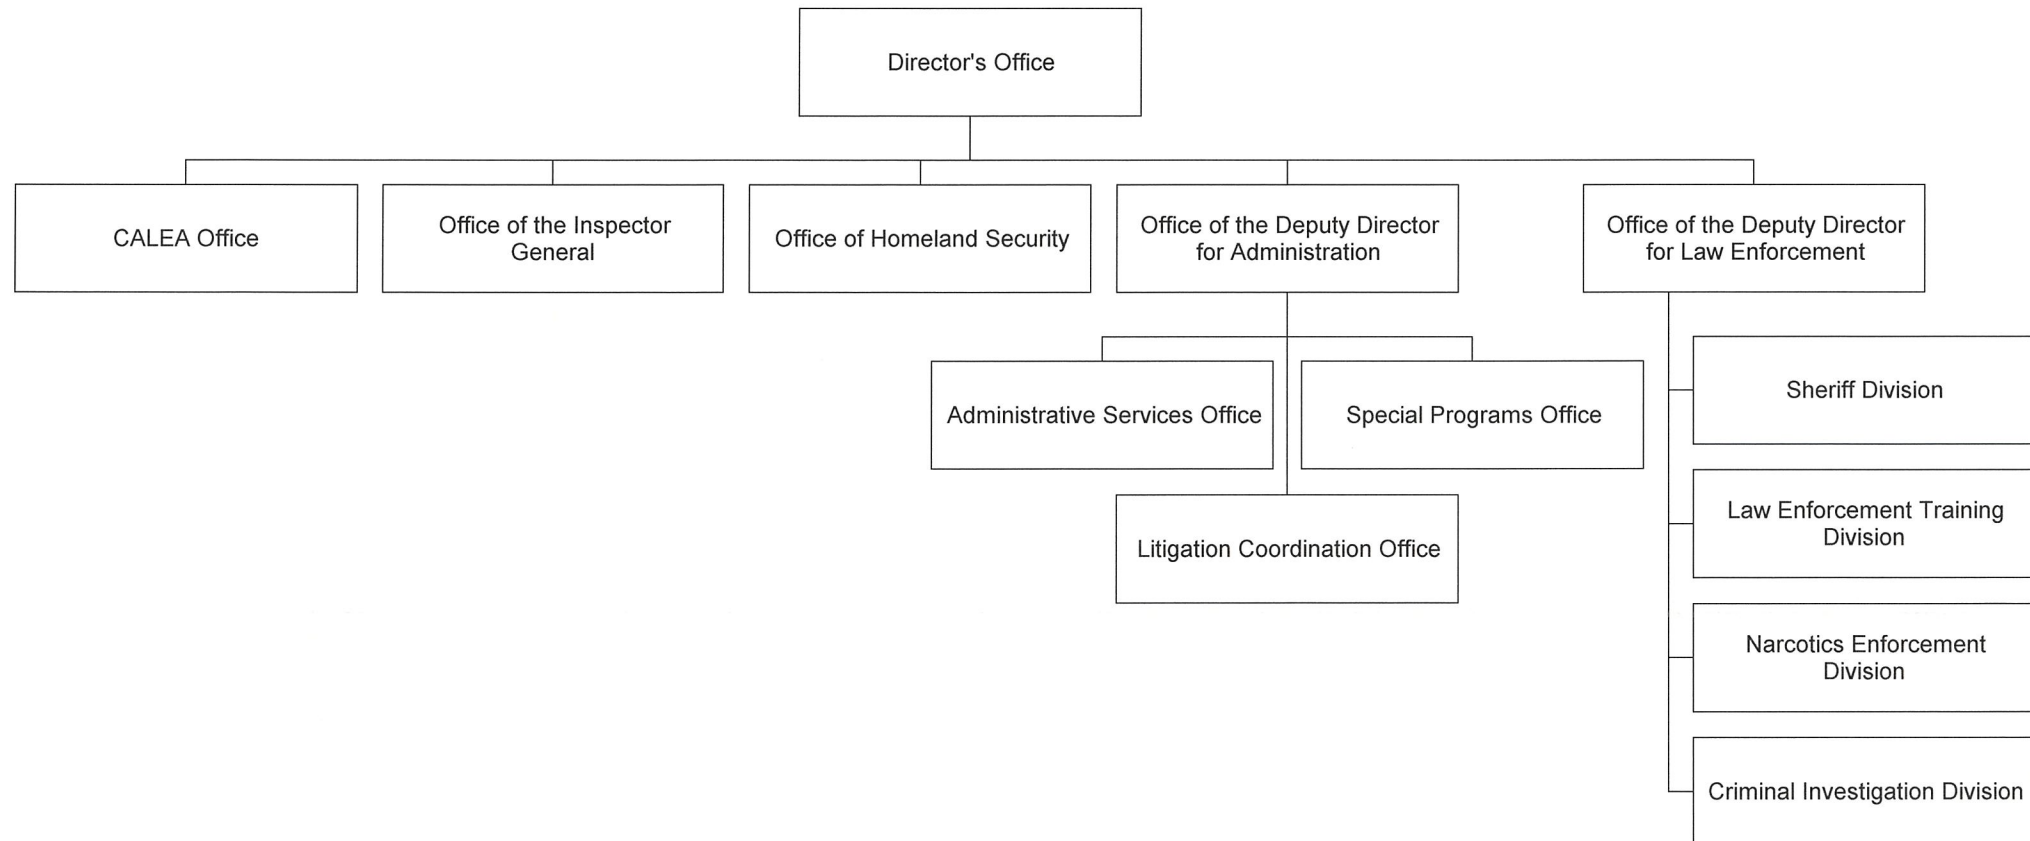 Director's Office
CALEA Office
Office of the Inspector
General
Office of Homeland Security
Office of the Deputy Director
for Administration
Office of the Deputy Director
for Law Enforcement
Administrative Services Office
Special Programs Office
Litigation Coordination Office
Sheriff Division
Law Enforcement Training
Division
Narcotics Enforcement
Division
Criminal Investigation Division